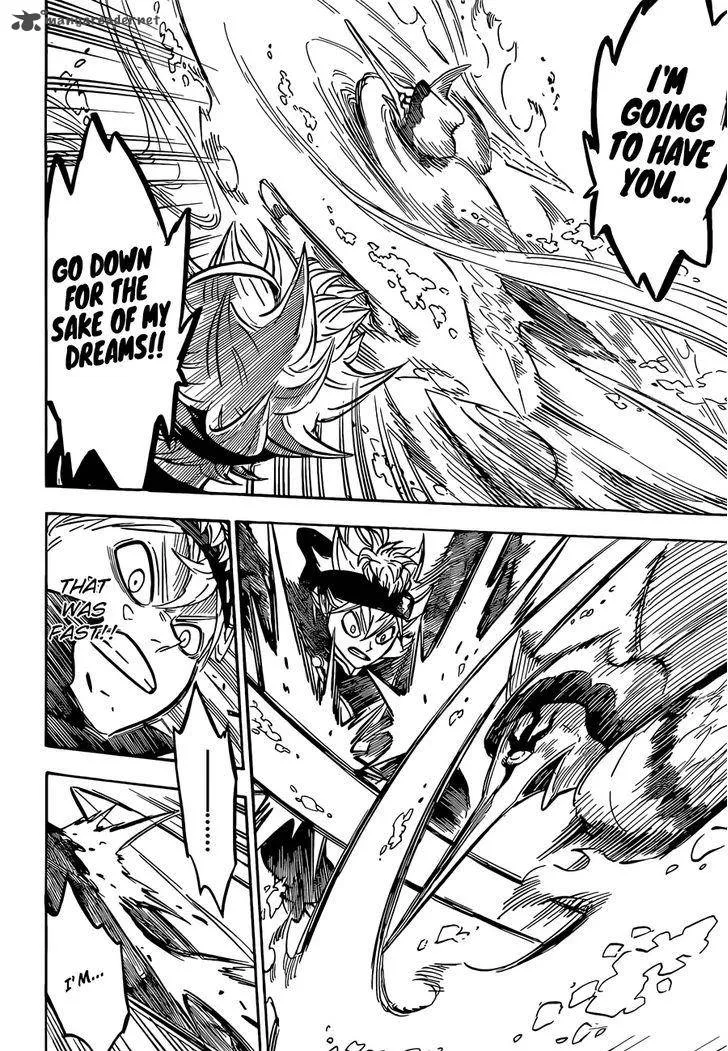 mangareader.net
I'M
GOING
TO HAVE
YOU...
GO DOWN
FOR THE
SAKE OF MY
DREAMS!!
THAT
WAS
FAST!!
...........
I'M...